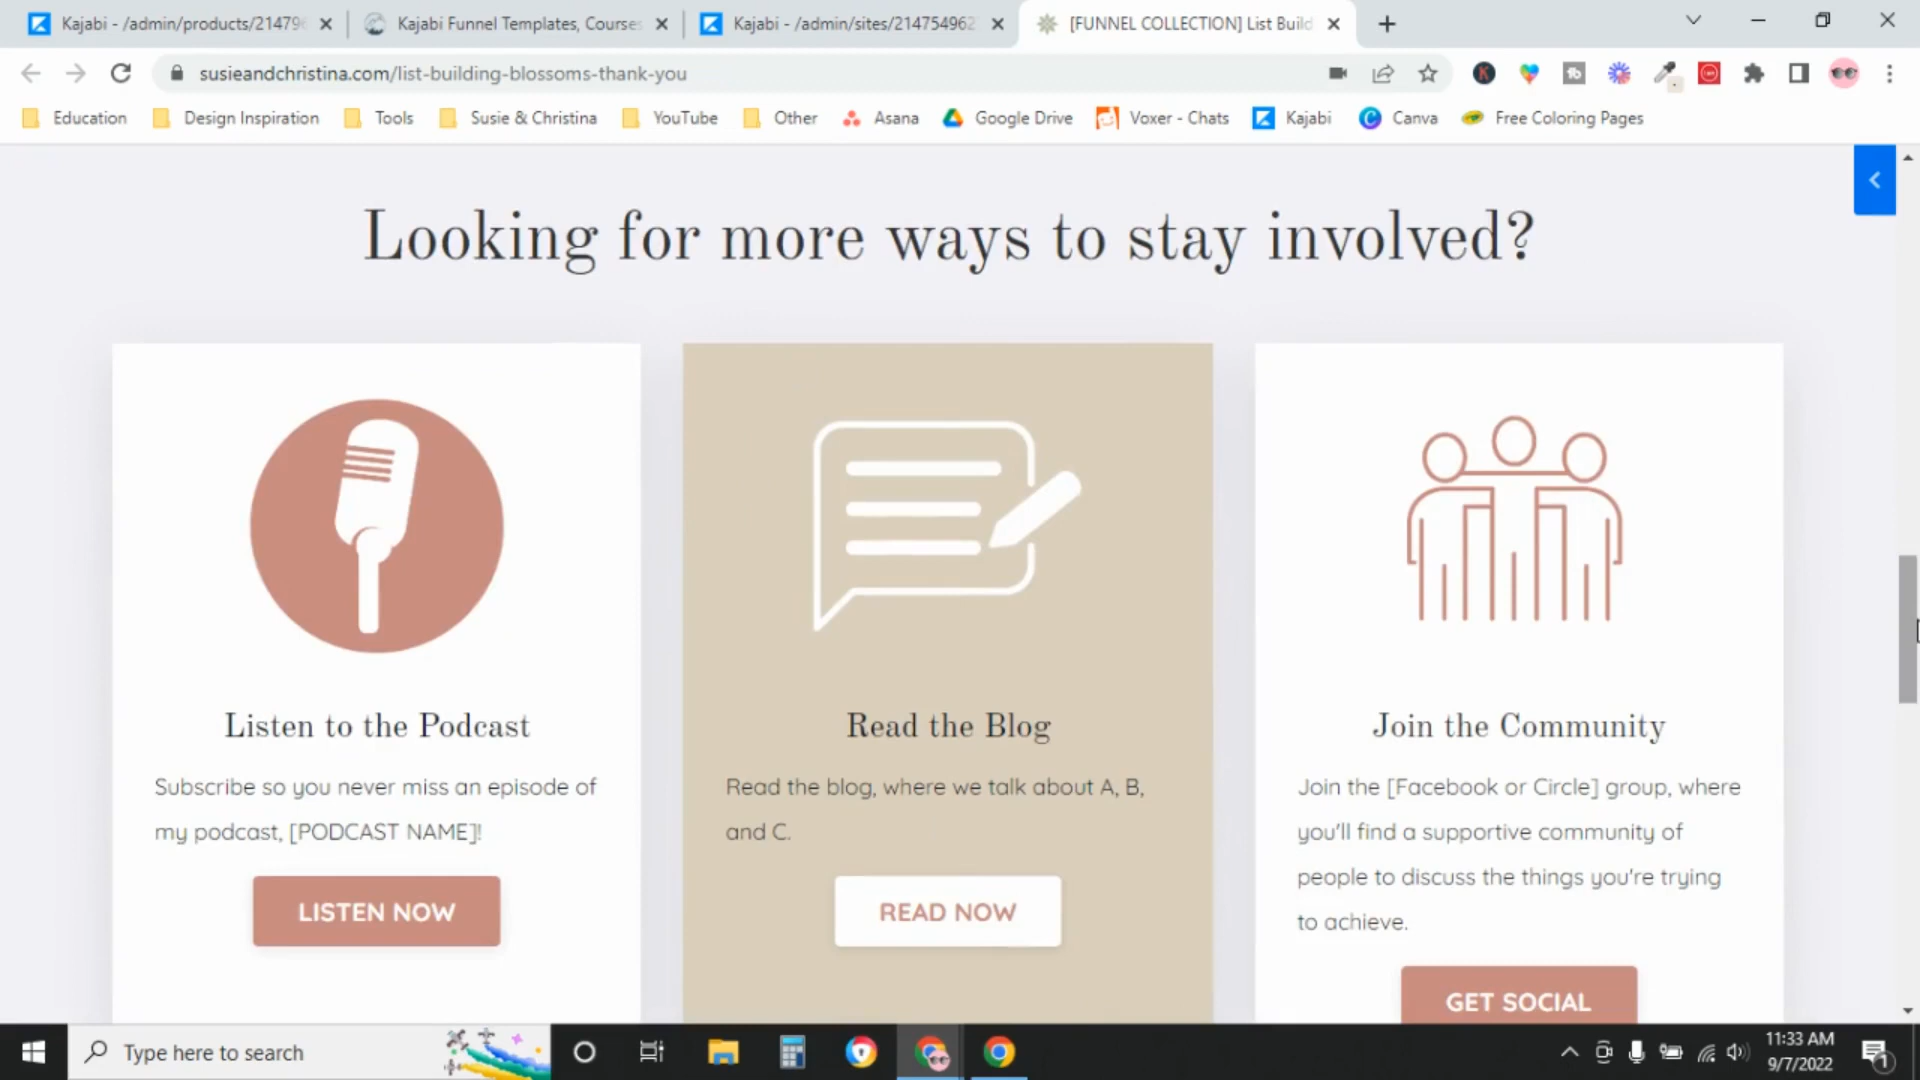 Kajabi - /admin/products/21479
Kajabi Funnel Templates, Course
Kajabi - /admin/sites/214754962
[FUNNEL COLLECTION] List Build
susieandchristina.com/list-building-blossoms-thank-you
Education
Design Inspiration
Tools
Susie & Christina
YouTube
Other
Asana
Google Drive
Voxer - Chats
Kajabi
Canva
Free Coloring Pages
Looking for more ways to stay involved?
Listen to the Podcast
Subscribe so you never miss an episode of
my podcast, [PODCAST NAME]!
LISTEN NOW
Read the Blog
Read the blog, where we talk about A, B,
and C.
READ NOW
Join the Community
Join the [Facebook or Circle] group, where
you'll find a supportive community of
people to discuss the things you're trying
to achieve.
GET SOCIAL
Type here to search
11:33 AM
9/7/2022
1